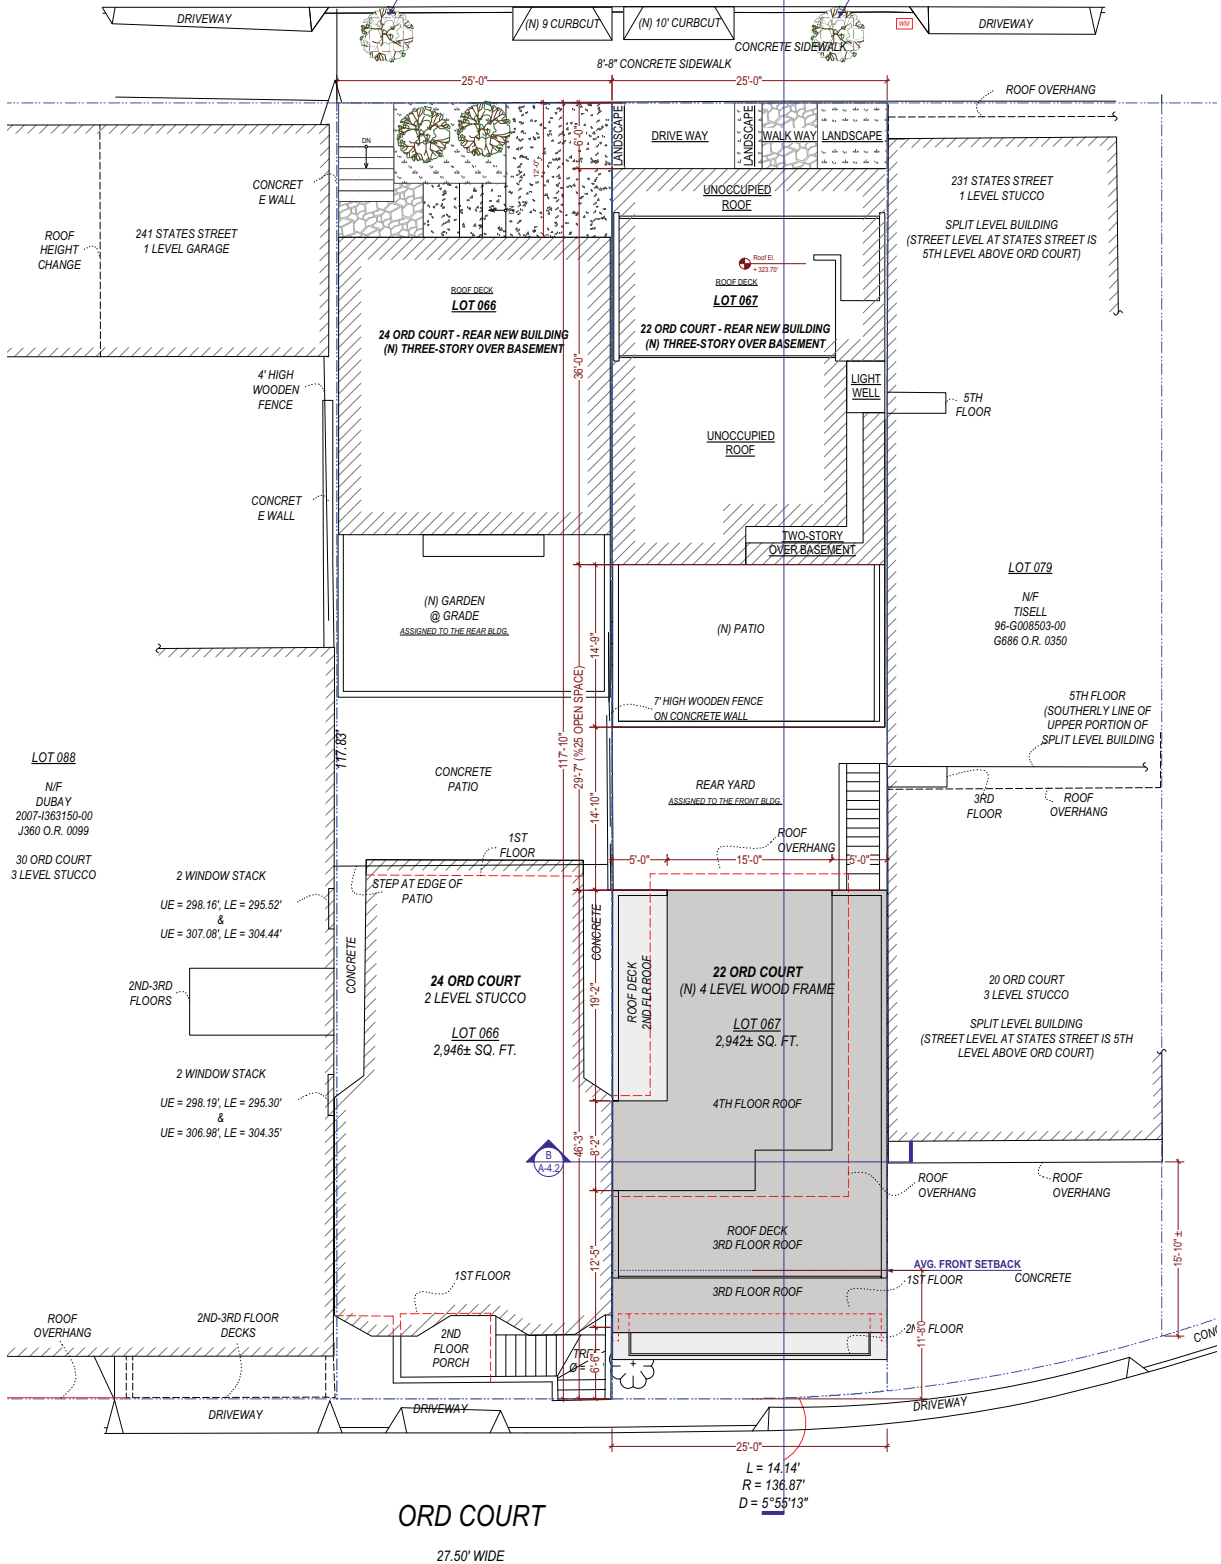 DRIVEWAY
(N) 9 CURBCUT
(N) 10' CURBCUT
WM
DRIVEWAY
CONCRETE SIDEWALK
8'-8" CONCRETE SIDEWALK
25'-0"
25'-0"
ROOF OVERHANG
LANDSCAPE
DRIVE WAY
LANDSCAPE
WALK WAY
LANDSCAPE
6'-0"
12'-0"
DN
CONCRET
E WALL
UNOCCUPIED
ROOF
231 STATES STREET
1 LEVEL STUCCO
SPLIT LEVEL BUILDING
(STREET LEVEL AT STATES STREET IS
5TH LEVEL ABOVE ORD COURT)
ROOF
HEIGHT
CHANGE
241 STATES STREET
1 LEVEL GARAGE
Roof El.
+ 323.70'
ROOF DECK
LOT 066
24 ORD COURT - REAR NEW BUILDING
(N) THREE-STORY OVER BASEMENT
ROOF DECK
LOT 067
22 ORD COURT - REAR NEW BUILDING
(N) THREE-STORY OVER BASEMENT
36'-0"
4' HIGH
WOODEN
FENCE
LIGHT
WELL
5TH
FLOOR
UNOCCUPIED
ROOF
CONCRET
E WALL
TWO-STORY
OVER BASEMENT
LOT 079
N/F
TISELL
96-G008503-00
G686 O.R. 0350
(N) GARDEN
@ GRADE
ASSIGNED TO THE REAR BLDG.
(N) PATIO
14'-9"
7' HIGH WOODEN FENCE
ON CONCRETE WALL
5TH FLOOR
(SOUTHERLY LINE OF
UPPER PORTION OF
SPLIT LEVEL BUILDING
117.83'
117'-10"
29'-7" (%25 OPEN SPACE)
LOT 088
N/F
DUBAY
2007-I363150-00
J360 O.R. 0099
30 ORD COURT
3 LEVEL STUCCO
CONCRETE
PATIO
REAR YARD
ASSIGNED TO THE FRONT BLDG.
14'-10"
3RD
FLOOR
ROOF
OVERHANG
1ST
FLOOR
ROOF
OVERHANG
5'-0"
15'-0"
5'-0"
2 WINDOW STACK
UE = 298.16', LE = 295.52'
&
UE = 307.08', LE = 304.44'
STEP AT EDGE OF
PATIO
CONCRETE
CONCRETE
2ND-3RD
FLOORS
24 ORD COURT
2 LEVEL STUCCO
LOT 066
2,946± SQ. FT.
19'-2"
ROOF DECK
2ND FLR ROOF
22 ORD COURT
(N) 4 LEVEL WOOD FRAME
LOT 067
2,942± SQ. FT.
20 ORD COURT
3 LEVEL STUCCO
SPLIT LEVEL BUILDING
(STREET LEVEL AT STATES STREET IS 5TH
LEVEL ABOVE ORD COURT)
2 WINDOW STACK
UE = 298.19', LE = 295.30'
&
UE = 306.98', LE = 304.35'
4TH FLOOR ROOF
B
A-4.2
46'-3"
8'-2"
ROOF
OVERHANG
ROOF
OVERHANG
ROOF DECK
3RD FLOOR ROOF
12'-5"
15'-10" ±
AVG. FRONT SETBACK
1ST FLOOR
CONCRETE
1ST FLOOR
3RD FLOOR ROOF
2ND FLOOR
11'-8"
ROOF
OVERHANG
2ND-3RD FLOOR
DECKS
2ND
FLOOR
PORCH
TREE
Ø =
6'-6"
DRIVEWAY
DRIVEWAY
DRIVEWAY
25'-0"
L = 14.14'
R = 136.87'
D = 5°55'13"
ORD COURT
27.50' WIDE